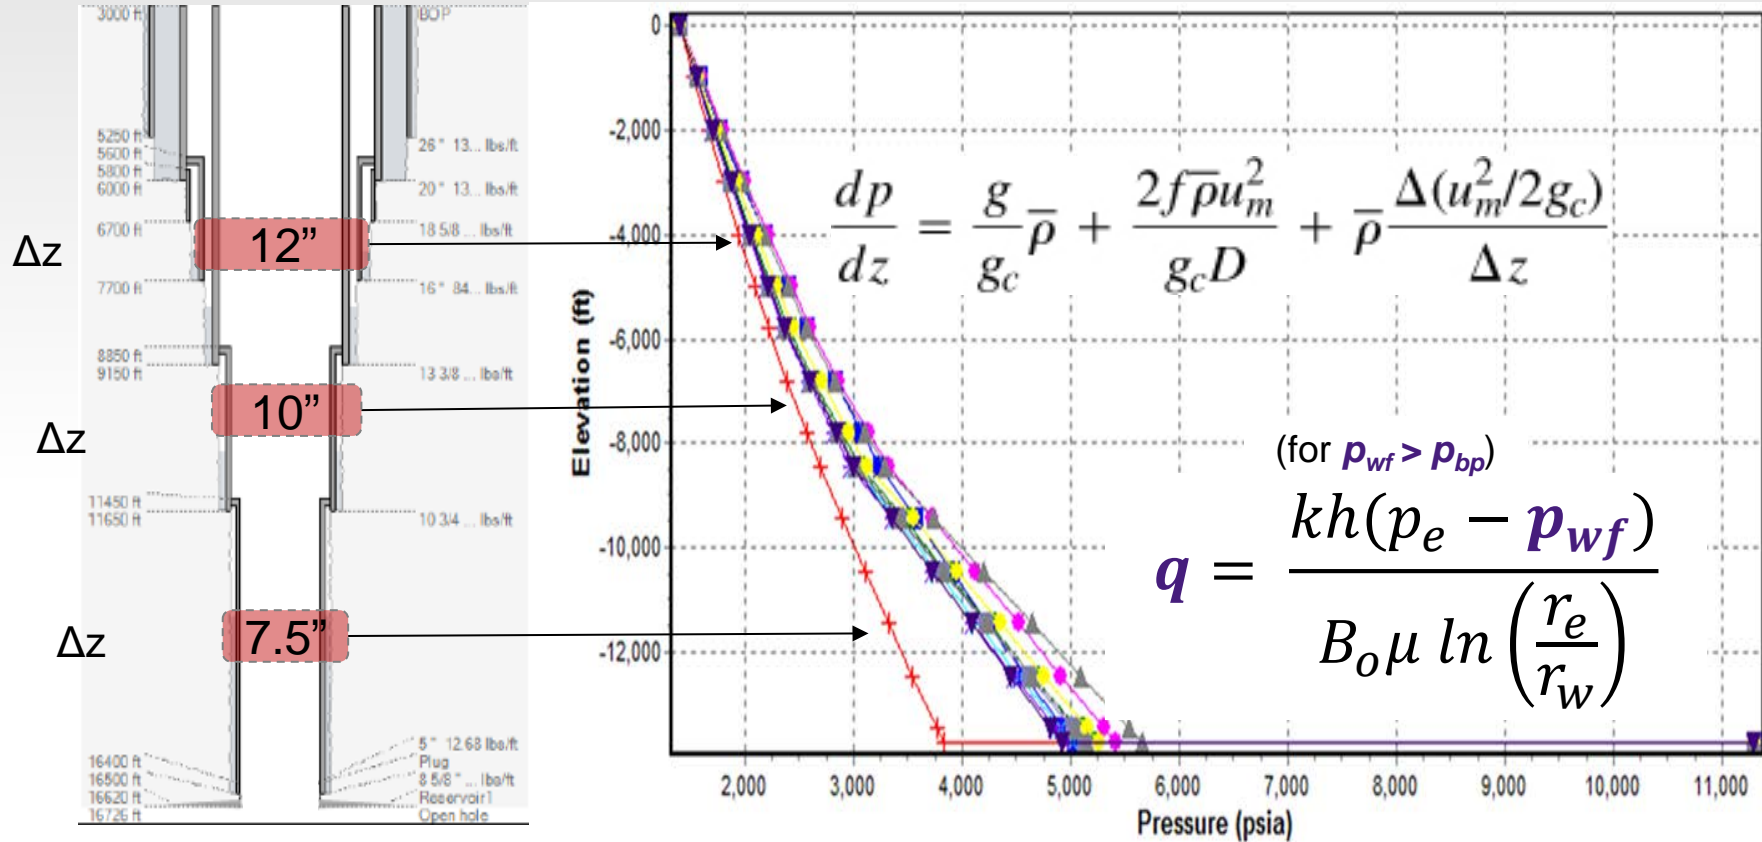 3000 ft
BOP
5250 ft
5600 ft
5800 ft
6000 ft
6700 ft
7700 ft
8850 ft
9150 ft
11450 ft
11650 ft
16400 ft
16500 ft
16620 ft
16726 ft
26" 13... lbs/ft
20" 13... lbs/ft
18 5/8 ... lbs/ft
16" 84... lbs/ft
13 3/8 ... lbs/ft
10 3/4 ... lbs/ft
5" 12.68 lbs/ft
Plug
8 5/8" ... lbs/ft
Reservoir1
Open hole
Δz
12”
Δz
10”
Δz
7.5”
Elevation (ft)
0
-2,000
-4,000
-6,000
-8,000
-10,000
-12,000
dp/dz = g/g_c ρ̅ + 2fρ̅u_m^2/g_cD + ρ̅ Δ(u_m^2/2g_c)/Δz
(for p_wf > p_bp)
q = kh(p_e − p_wf)/B_oμ ln(r_e/r_w)
2,000 3,000 4,000 5,000 6,000 7,000 8,000 9,000 10,000 11,000
Pressure (psia)